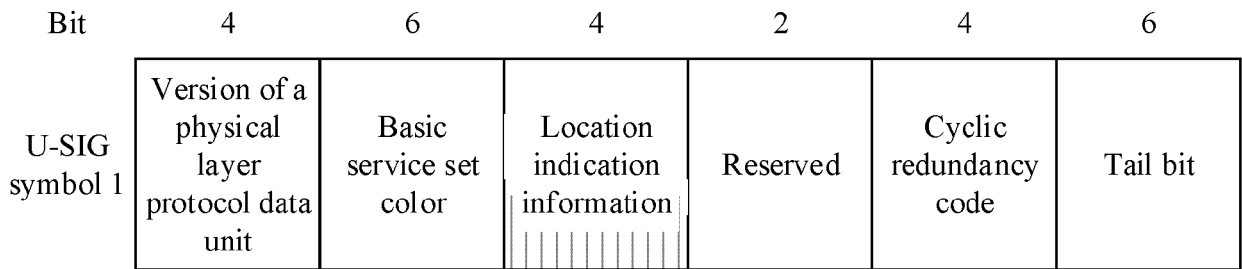 Bit 4 6 4 2 4 6
U-SIG symbol 1
Version of a
physical
layer
protocol data
unit
Basic
service set
color
Location
indication
information
Reserved
Cyclic
redundancy
code
Tail bit